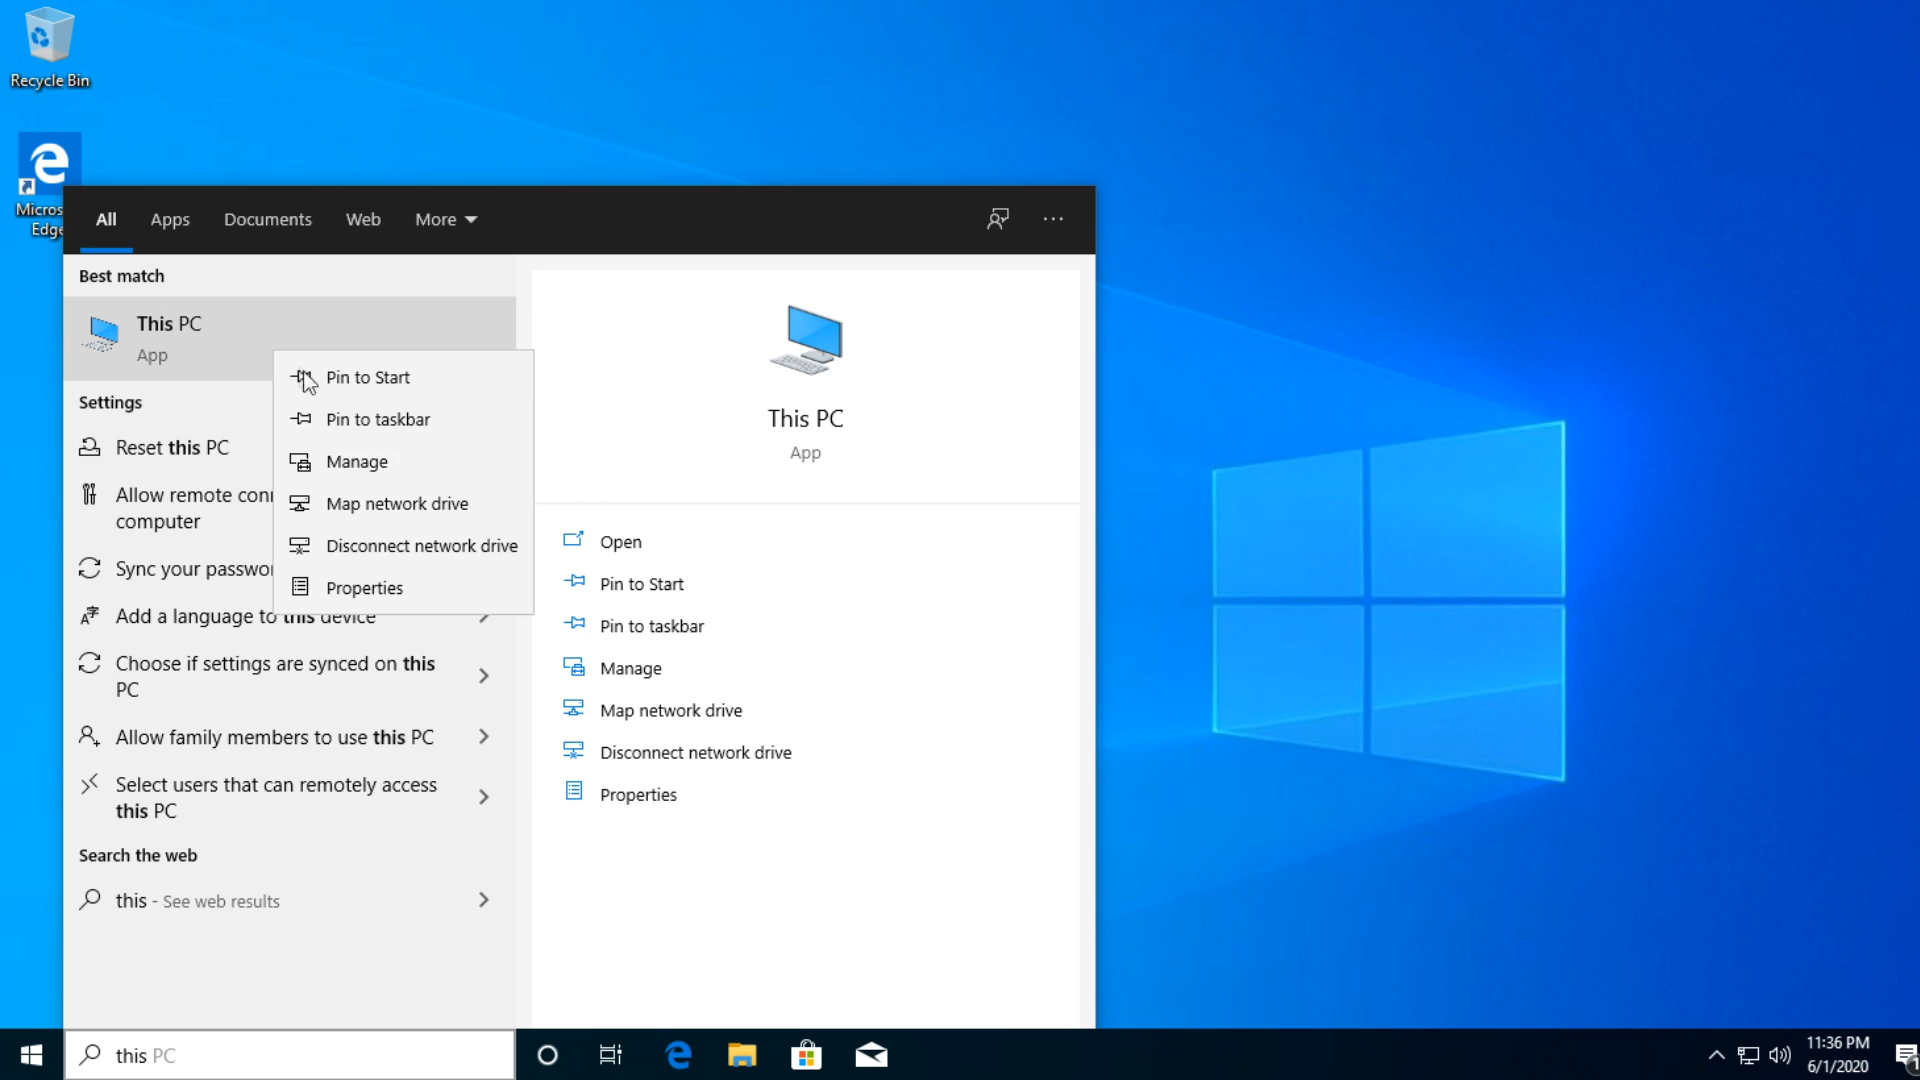 Recycle Bin
Micros
Edge
All Apps Documents Web More
Best match
This PC
App
Settings
Reset this PC
Allow remote conn
computer
Sync your passwor
Add a language to this device
Choose if settings are synced on this
PC
Allow family members to use this PC
Select users that can remotely access
this PC
Search the web
this - See web results
Pin to Start
Pin to taskbar
Manage
Map network drive
Disconnect network drive
Properties
This PC
App
Open
Pin to Start
Pin to taskbar
Manage
Map network drive
Disconnect network drive
Properties
this PC
11:36 PM
6/1/2020
1